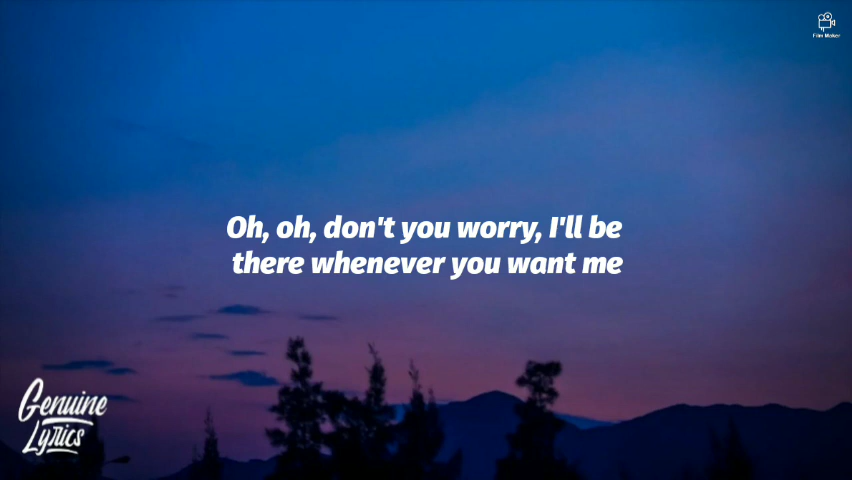 Film Maker
Oh, oh, don't you worry, I'll be
there whenever you want me
Genuine
Lyrics